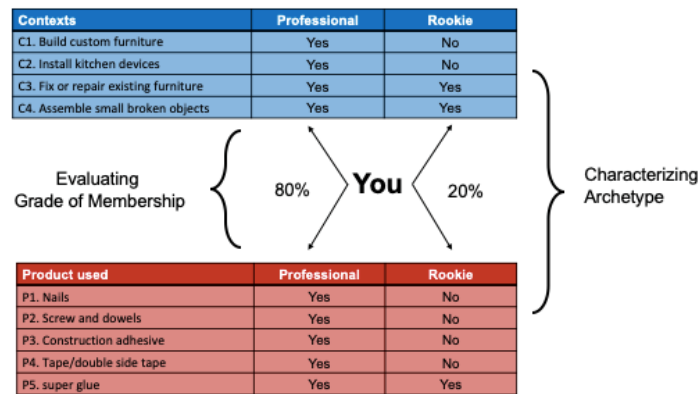 Contexts Professional Rookie
C1. Build custom furniture Yes No
C2. Install kitchen devices Yes No
C3. Fix or repair existing furniture Yes Yes
C4. Assemble small broken objects Yes Yes
Evaluating
Grade of Membership
80%
You
20%
Characterizing
Archetype
Product used Professional Rookie
P1. Nails Yes No
P2. Screw and dowels Yes No
P3. Construction adhesive Yes No
P4. Tape/double side tape Yes No
P5. super glue Yes Yes